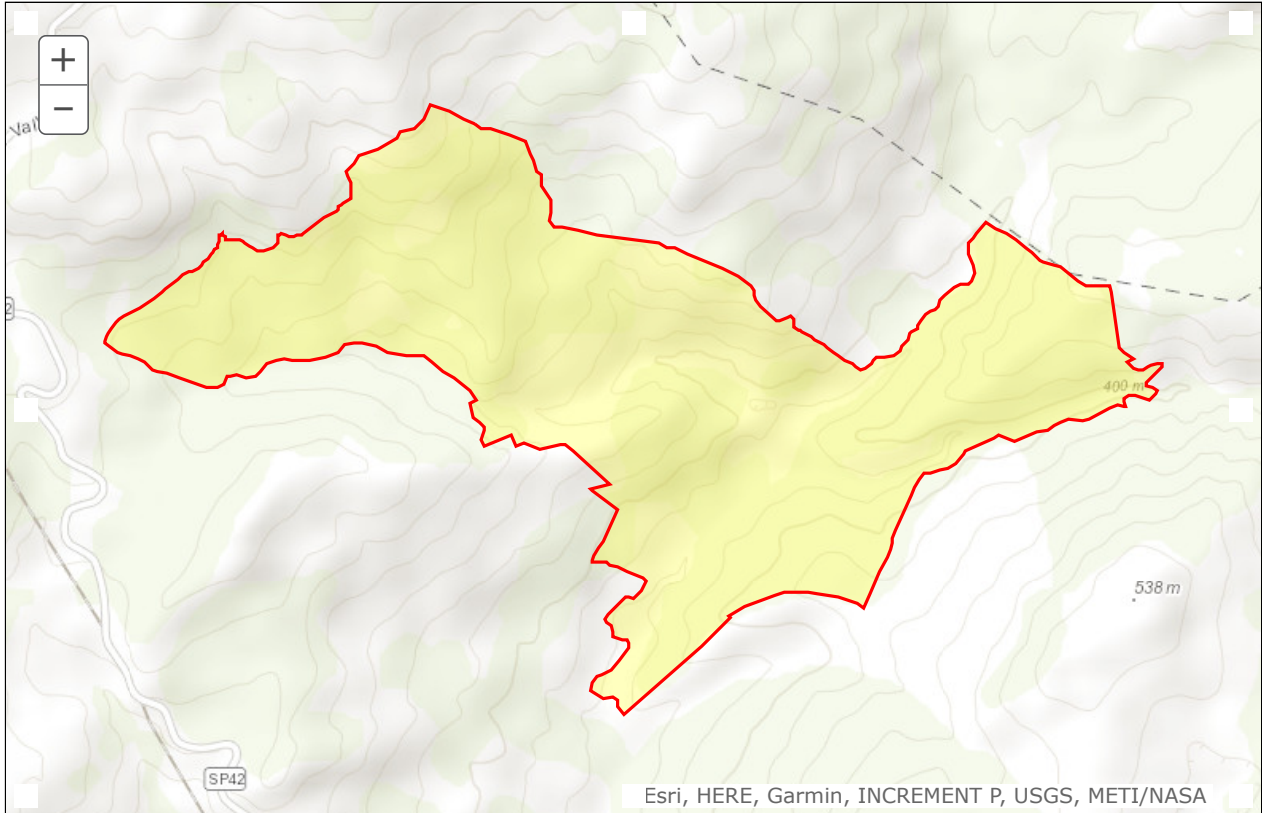 +
−
400 m
538 m
SP42
Esri, HERE, Garmin, INCREMENT P, USGS, METI/NASA